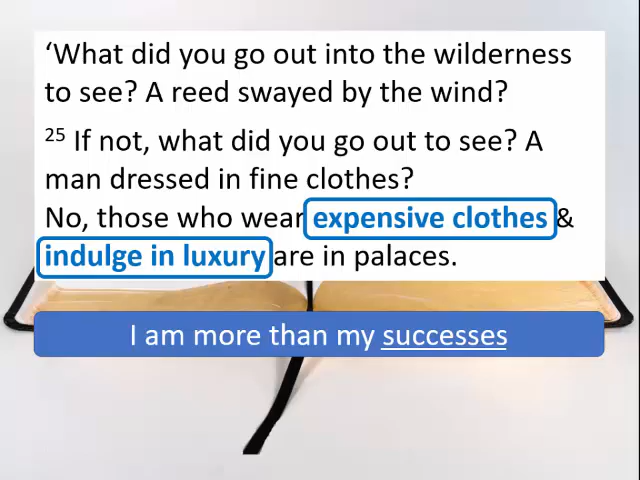 ‘What did you go out into the wilderness
to see? A reed swayed by the wind?
25 If not, what did you go out to see? A
man dressed in fine clothes?
No, those who wear expensive clothes &
indulge in luxury are in palaces.
I am more than my successes